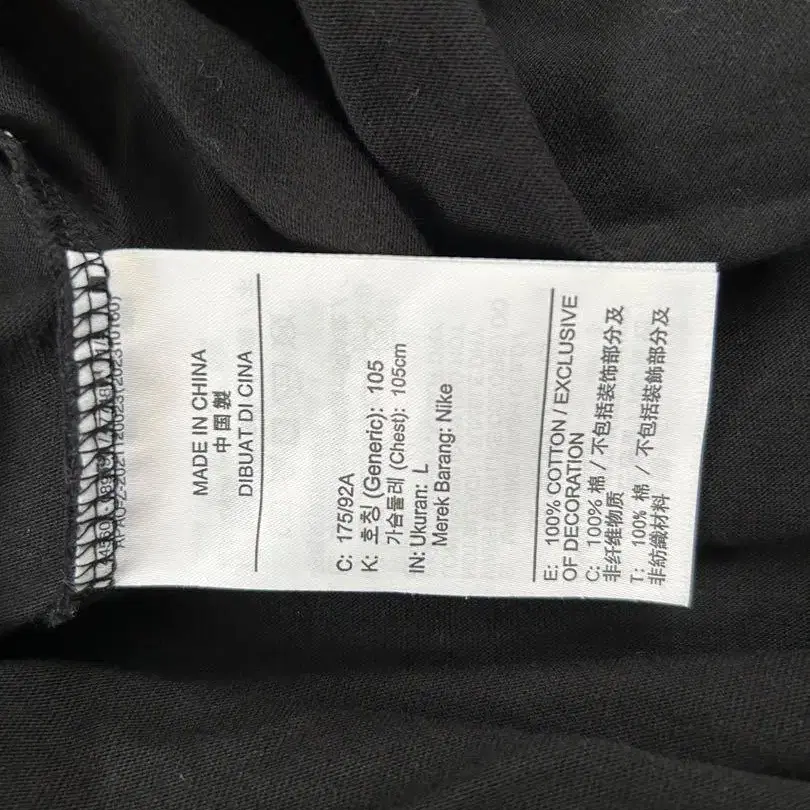 MADE IN CHINA
中国製
DIBUAT DI CINA
C: 175/92A
K: 호칭 (Generic): 105
가슴둘레 (Chest): 105cm
IN: Ukuran: L
Merek Barang: Nike
E: 100% COTTON / EXCLUSIVE
OF DECORATION
C: 100% 棉 / 不包括装饰部分及
非纤维物质
T: 100% 棉 / 不包括裝飾部分及
非紡織材料